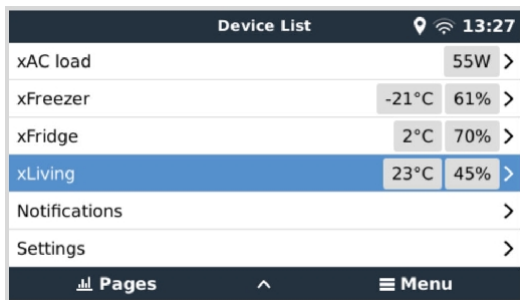 Device List 13:27
xAC load 55W
xFreezer -21°C 61%
xFridge 2°C 70%
xLiving 23°C 45%
Notifications
Settings
Pages Menu